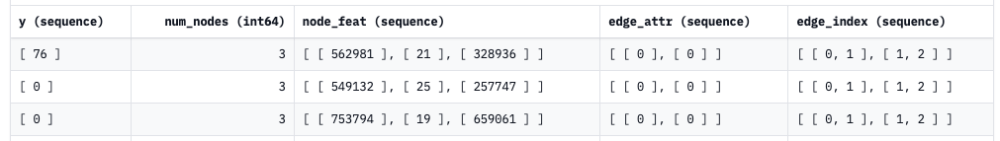 y (sequence) num_nodes (int64) node_feat (sequence) edge_attr (sequence) edge_index (sequence)
[ 76 ] 3 [ [ 562981 ], [ 21 ], [ 328936 ] ] [ [ 0 ], [ 0 ] ] [ [ 0, 1 ], [ 1, 2 ] ]
[ 0 ] 3 [ [ 549132 ], [ 25 ], [ 257747 ] ] [ [ 0 ], [ 0 ] ] [ [ 0, 1 ], [ 1, 2 ] ]
[ 0 ] 3 [ [ 753794 ], [ 19 ], [ 659061 ] ] [ [ 0 ], [ 0 ] ] [ [ 0, 1 ], [ 1, 2 ] ]